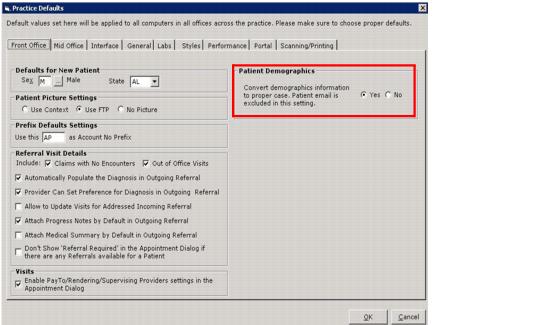 Practice Defaults
Default values set here will be applied to all computers in all offices across the practice. Please make sure to choose proper defaults.
Front Office Mid Office Interface General Labs Styles Performance Portal Scanning/Printing
Defaults for New Patient
Sex M ... Male State AL
Patient Picture Settings
Use Context Use FTP No Picture
Prefix Defaults Settings
Use this AP as Account No Prefix
Referral Visit Details
Include: Claims with No Encounters Out of Office Visits
Automatically Populate the Diagnosis in Outgoing Referral
Provider Can Set Preference for Diagnosis in Outgoing Referral
Allow to Update Visits for Addressed Incoming Referral
Attach Progress Notes by Default in Outgoing Referral
Attach Medical Summary by Default in Outgoing Referral
Don't Show 'Referral Required' in the Appointment Dialog if
there are any Referrals available for a Patient
Visits
Enable PayTo/Rendering/Supervising Providers settings in the
Appointment Dialog
Patient Demographics
Convert demographics information
to proper case. Patient email is
excluded in this setting.
Yes No
OK Cancel